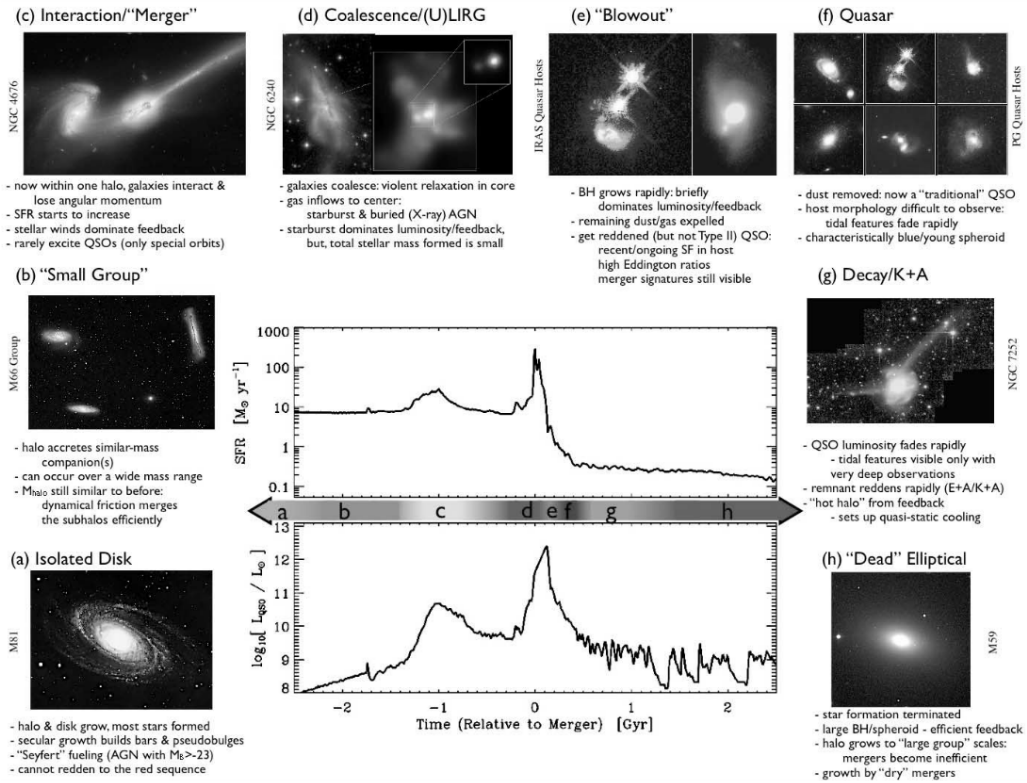 (c) Interaction/“Merger”
NGC 4676
- now within one halo, galaxies interact &
lose angular momentum
- SFR starts to increase
- stellar winds dominate feedback
- rarely excite QSOs (only special orbits)
(d) Coalescence/(U)LIRG
NGC 6240
- galaxies coalesce: violent relaxation in core
- gas inflows to center:
starburst & buried (X-ray) AGN
- starburst dominates luminosity/feedback,
but, total stellar mass formed is small
(e) “Blowout”
IRAS Quasar Hosts
- BH grows rapidly: briefly
dominates luminosity/feedback
- remaining dust/gas expelled
- get reddened (but not Type II) QSO:
recent/ongoing SF in host
high Eddington ratios
merger signatures still visible
(f) Quasar
PG Quasar Hosts
- dust removed: now a “traditional” QSO
- host morphology difficult to observe:
tidal features fade rapidly
- characteristically blue/young spheroid
(b) “Small Group”
M66 Group
- halo accretes similar-mass
companion(s)
- can occur over a wide mass range
- Mhalo still similar to before:
dynamical friction merges
the subhalos efficiently
(a) Isolated Disk
M81
- halo & disk grow, most stars formed
- secular growth builds bars & pseudobulges
- “Seyfert” fueling (AGN with MB>-23)
- cannot redden to the red sequence
1000
100
10
1
0.1
SFR [M⊙ yr⁻¹]
a b c d e f g h
13
12
11
10
9
8
log₁₀[ LQSO / L⊙ ]
-2 -1 0 1 2
Time (Relative to Merger) [Gyr]
(g) Decay/K+A
NGC 7252
- QSO luminosity fades rapidly
- tidal features visible only with
very deep observations
- remnant reddens rapidly (E+A/K+A)
- “hot halo” from feedback
- sets up quasi-static cooling
(h) “Dead” Elliptical
M59
- star formation terminated
- large BH/spheroid - efficient feedback
- halo grows to “large group” scales:
mergers become inefficient
- growth by “dry” mergers